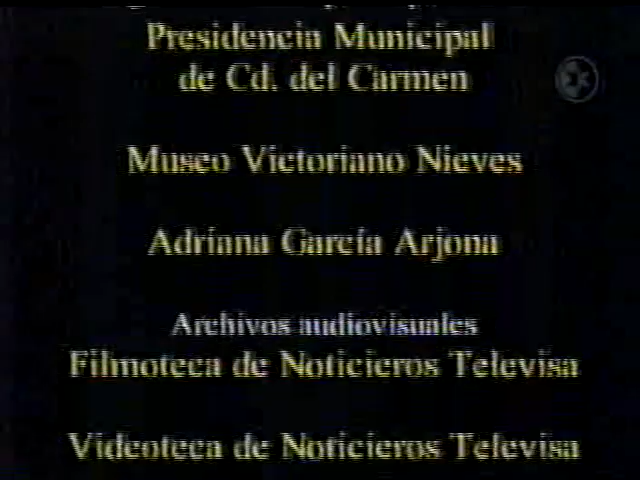 Presidencia Municipal
de Cd. del Carmen
Museo Victoriano Nieves
Adriana García Arjona
Archivos audiovisuales
Filmoteca de Noticieros Televisa
Videoteca de Noticieros Televisa